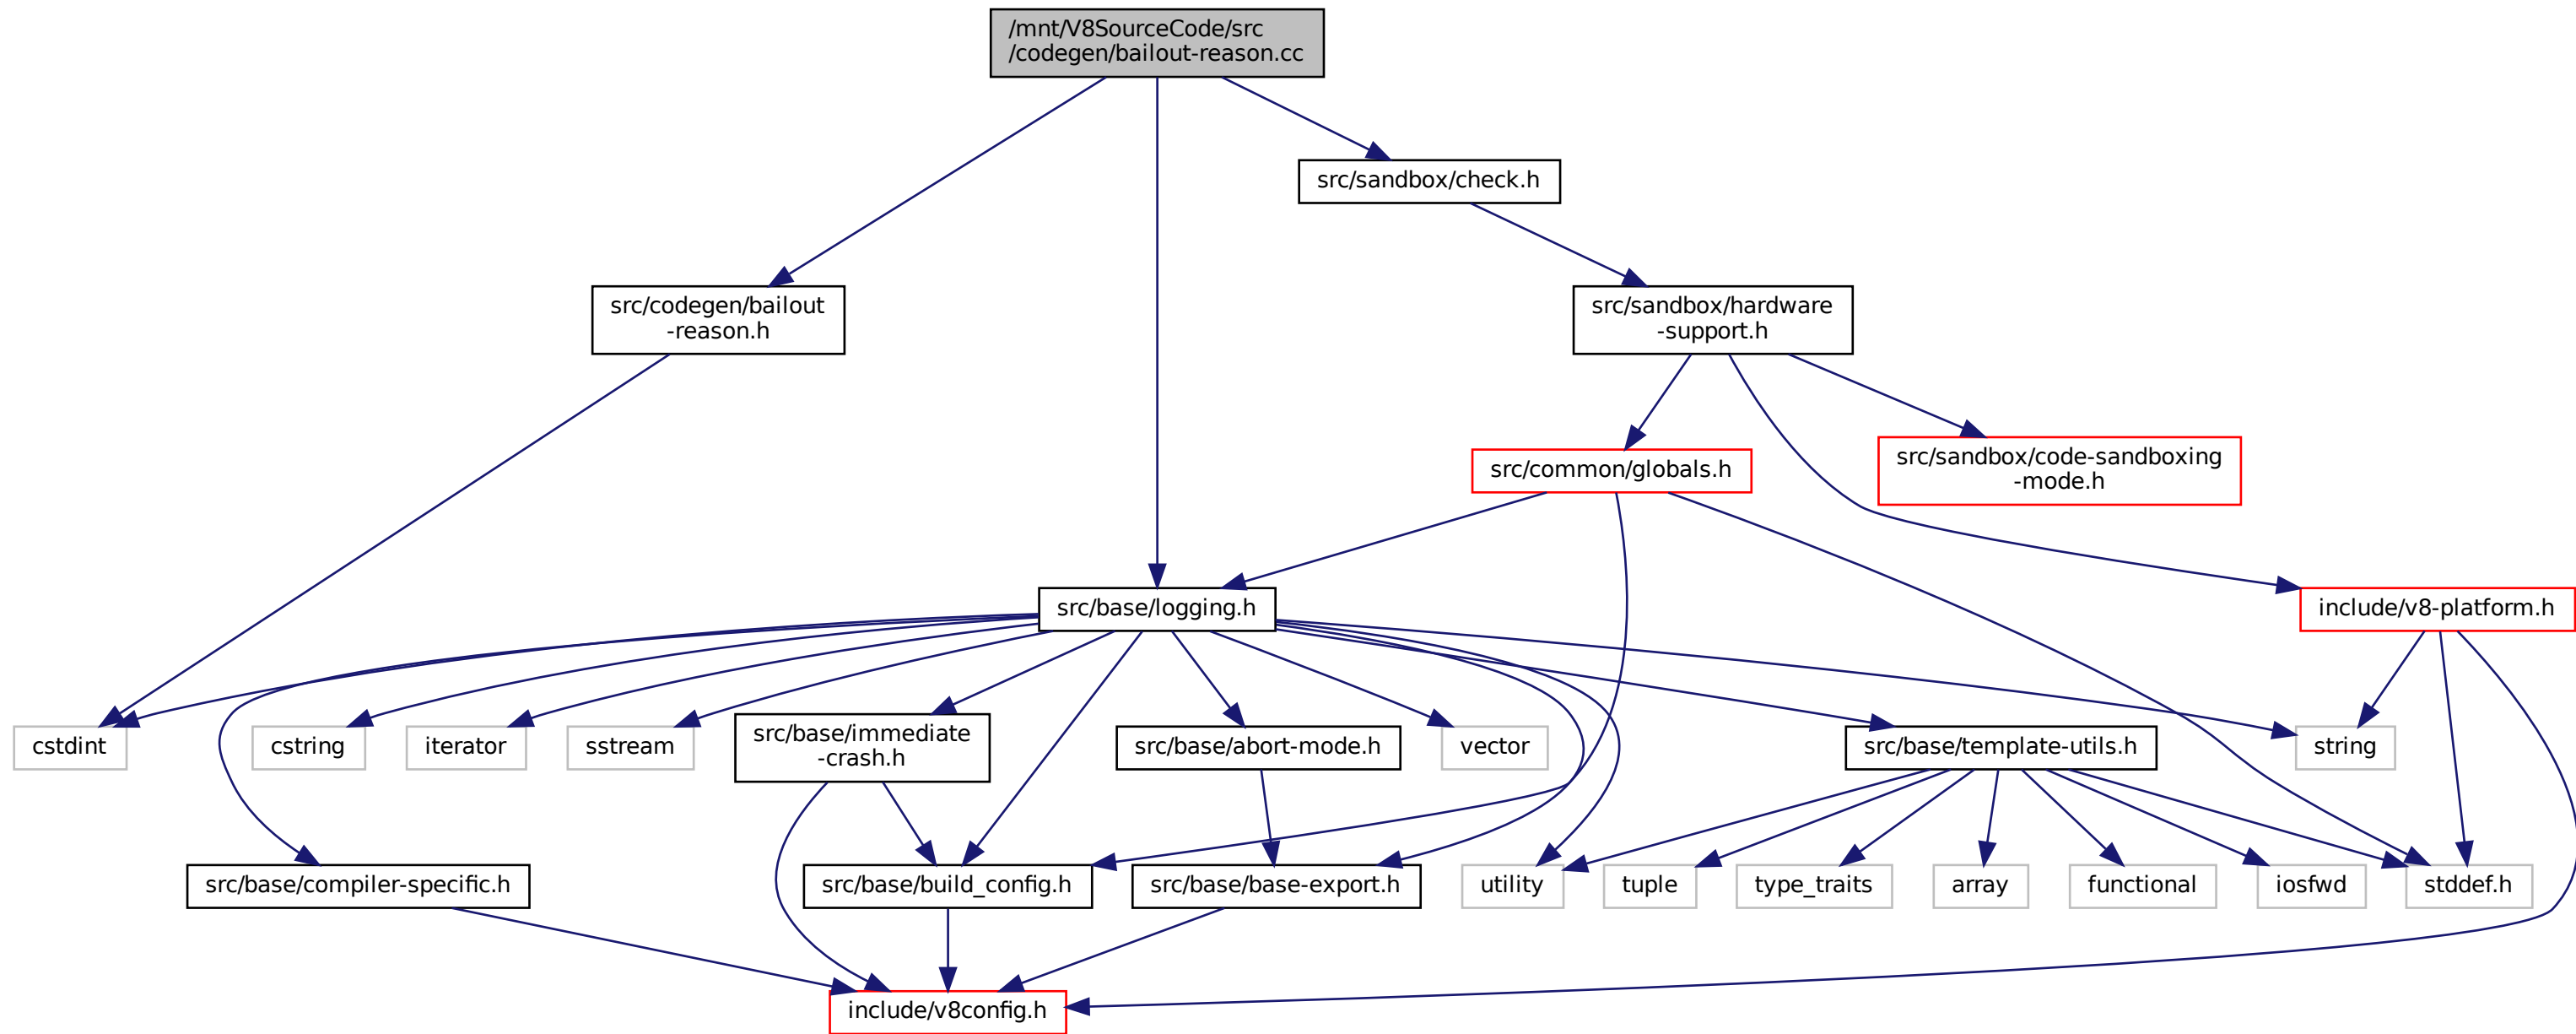 /mnt/V8SourceCode/src
/codegen/bailout-reason.cc
src/sandbox/check.h
src/codegen/bailout
-reason.h
src/sandbox/hardware
-support.h
src/common/globals.h
src/sandbox/code-sandboxing
-mode.h
src/base/logging.h
include/v8-platform.h
cstdint
cstring
iterator
sstream
src/base/immediate
-crash.h
src/base/abort-mode.h
vector
src/base/template-utils.h
string
src/base/compiler-specific.h
src/base/build_config.h
src/base/base-export.h
utility
tuple
type_traits
array
functional
iosfwd
stddef.h
include/v8config.h